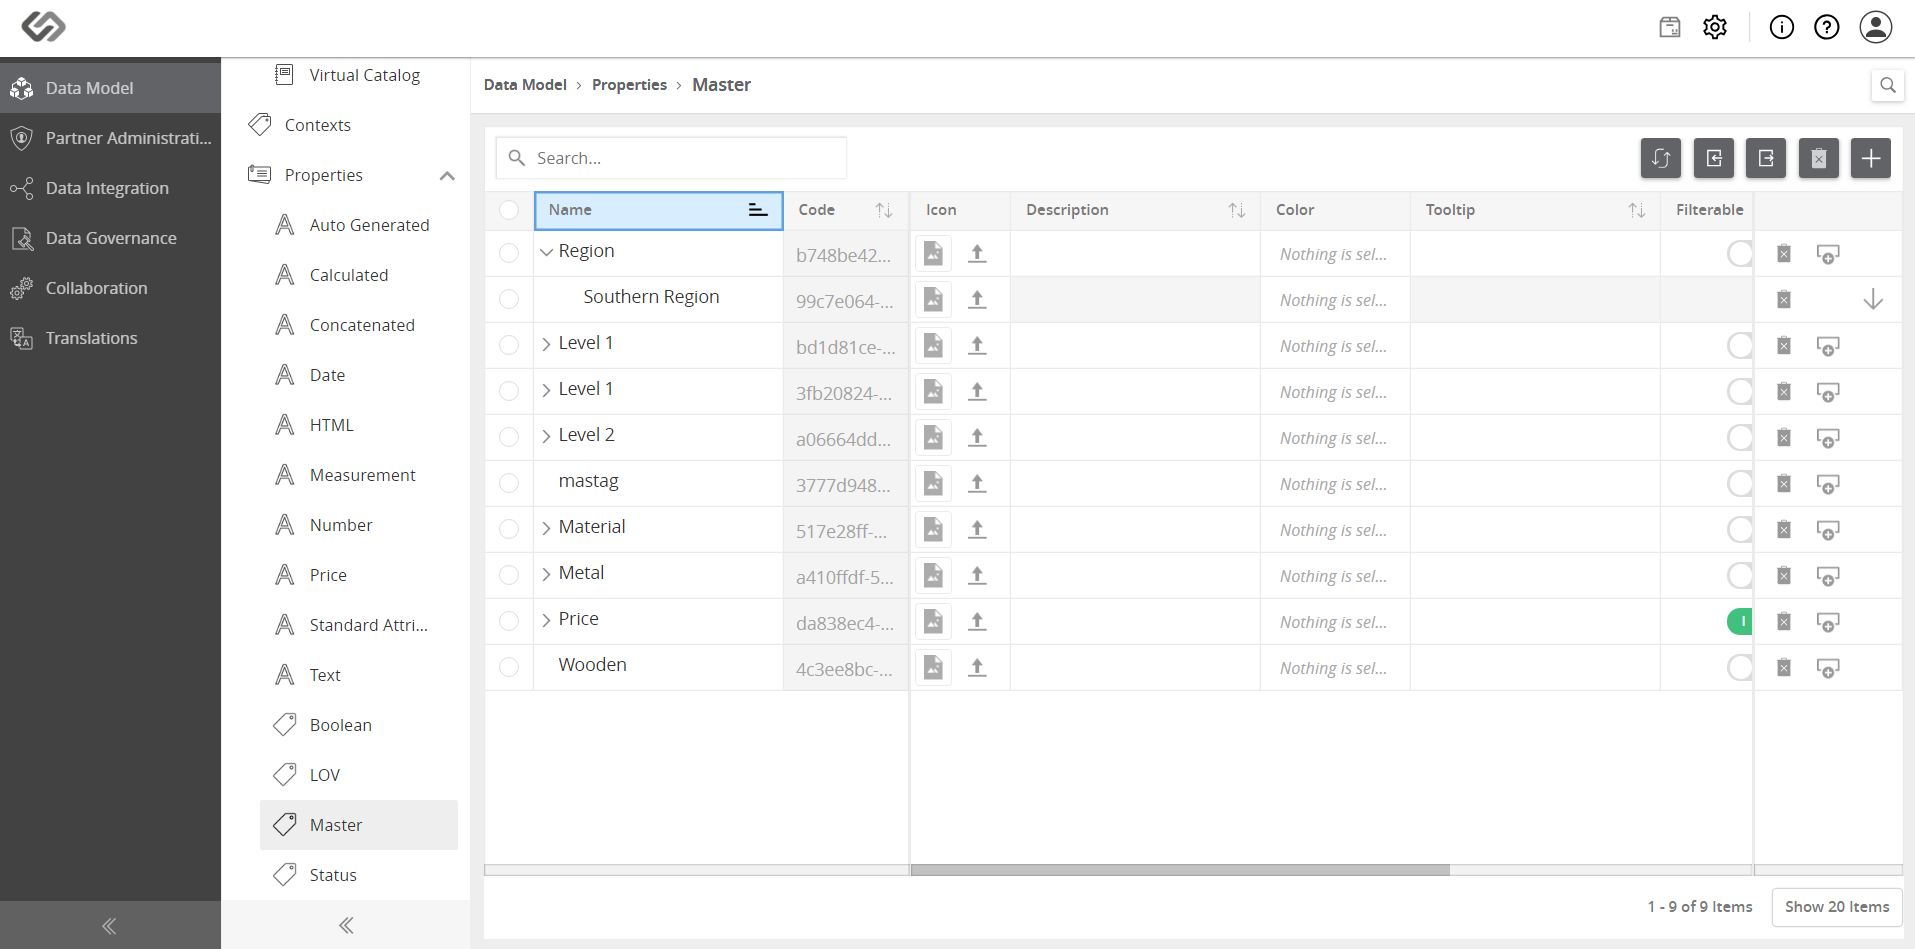 Data Model
Partner Administrati...
Data Integration
Data Governance
Collaboration
Translations
Virtual Catalog
Contexts
Properties
Auto Generated
Calculated
Concatenated
Date
HTML
Measurement
Number
Price
Standard Attri...
Text
Boolean
LOV
Master
Status
Data Model > Properties > Master
Search...
Name Code Icon Description Color Tooltip Filterable
Region b748be42... Nothing is sel...
Southern Region 99c7e064-... Nothing is sel...
Level 1 bd1d81ce-... Nothing is sel...
Level 1 3fb20824-... Nothing is sel...
Level 2 a06664dd... Nothing is sel...
mastag 3777d948... Nothing is sel...
Material 517e28ff-... Nothing is sel...
Metal a410ffdf-5... Nothing is sel...
Price da838ec4-... Nothing is sel...
Wooden 4c3ee8bc-... Nothing is sel...
1 - 9 of 9 Items Show 20 Items